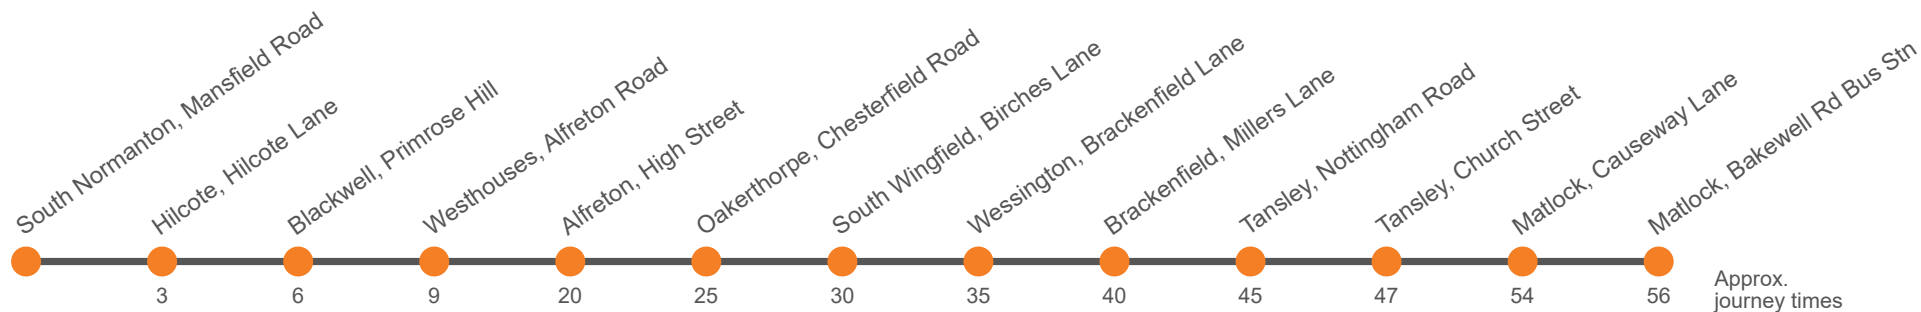 South Normanton, Mansfield Road
Hilcote, Hilcote Lane
Blackwell, Primrose Hill
Westhouses, Alfreton Road
Alfreton, High Street
Oakerthorpe, Chesterfield Road
South Wingfield, Birches Lane
Wessington, Brackenfield Lane
Brackenfield, Millers Lane
Tansley, Nottingham Road
Tansley, Church Street
Matlock, Causeway Lane
Matlock, Bakewell Rd Bus Stn
3 6 9 20 25 30 35 40 45 47 54 56
Approx.
journey times